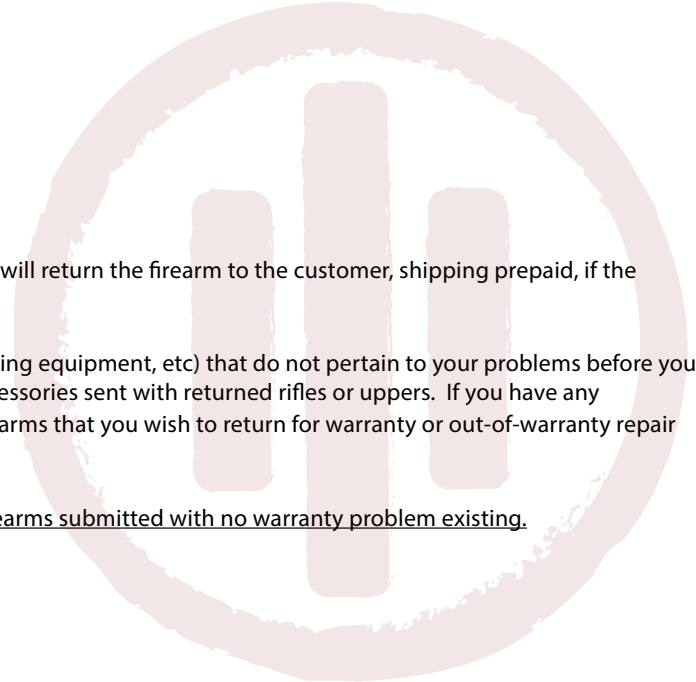 will return the firearm to the customer, shipping prepaid, if the
ing equipment, etc) that do not pertain to your problems before you
essories sent with returned rifles or uppers. If you have any
arms that you wish to return for warranty or out-of-warranty repair
earms submitted with no warranty problem existing.